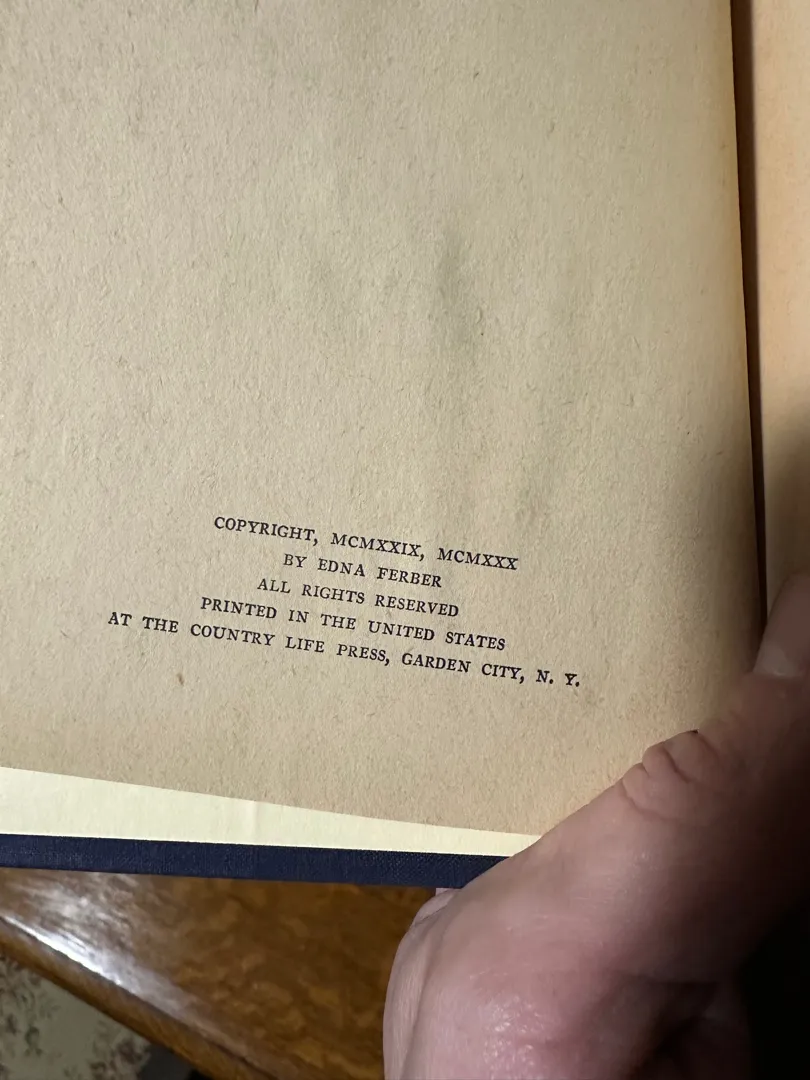 COPYRIGHT, MCMXXIX, MCMXXX
BY EDNA FERBER
ALL RIGHTS RESERVED
PRINTED IN THE UNITED STATES
AT THE COUNTRY LIFE PRESS, GARDEN CITY, N. Y.